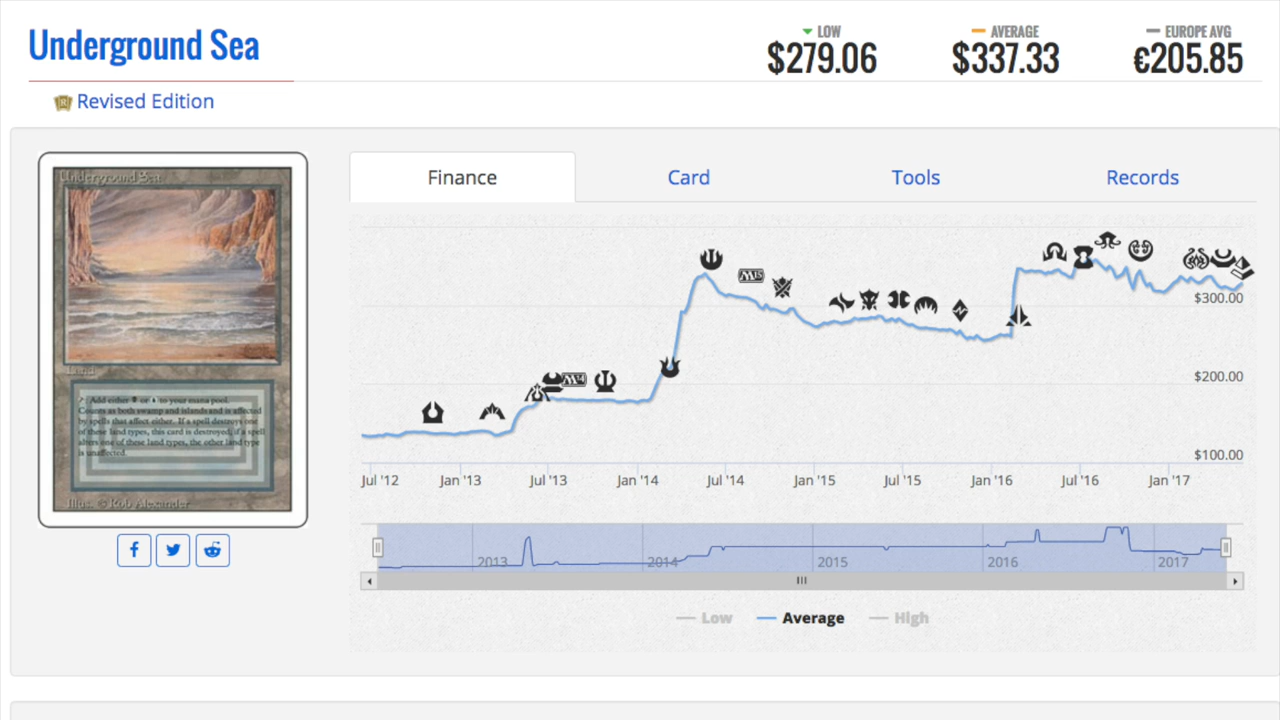 Underground Sea
LOW
AVERAGE
EUROPE AVG
$279.06
$337.33
€205.85
Revised Edition
Finance
Card
Tools
Records
Underground Sea
Land
: Add either or to your mana pool.
Counts as both swamp and islands and is affected
by spells that affect either. If a spell destroys one
of these land types, this card is destroyed; if a spell
alters one of these land types, the other land type
is unaffected.
Illus. © Rob Alexander
M15
M14
$300.00
$200.00
$100.00
Jul '12
Jan '13
Jul '13
Jan '14
Jul '14
Jan '15
Jul '15
Jan '16
Jul '16
Jan '17
2013
2014
2015
2016
2017
Low
Average
High